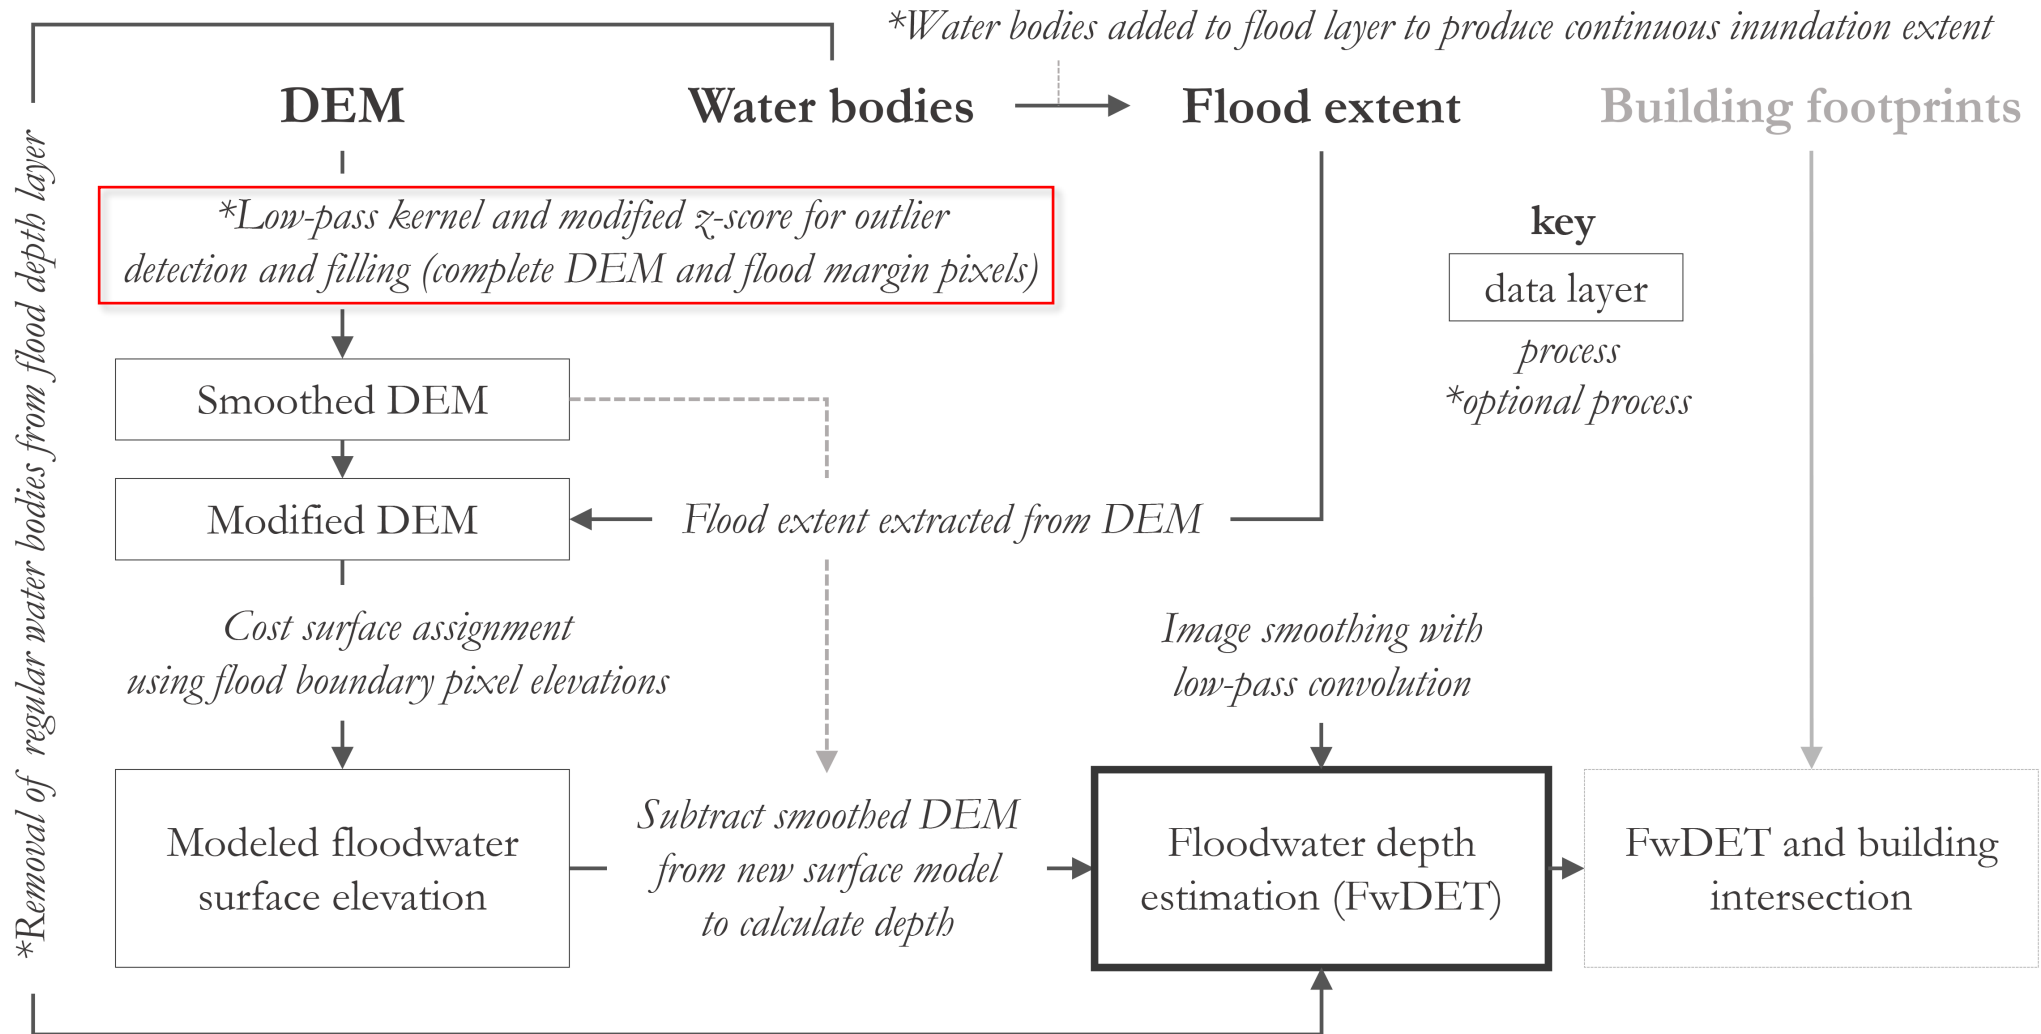 *Water bodies added to flood layer to produce continuous inundation extent
DEM
Water bodies
Flood extent
Building footprints
*Removal of regular water bodies from flood depth layer
*Low-pass kernel and modified z-score for outlier
detection and filling (complete DEM and flood margin pixels)
key
data layer
process
*optional process
Smoothed DEM
Modified DEM
Flood extent extracted from DEM
Cost surface assignment
using flood boundary pixel elevations
Image smoothing with
low-pass convolution
Modeled floodwater
surface elevation
Subtract smoothed DEM
from new surface model
to calculate depth
Floodwater depth
estimation (FwDET)
FwDET and building
intersection